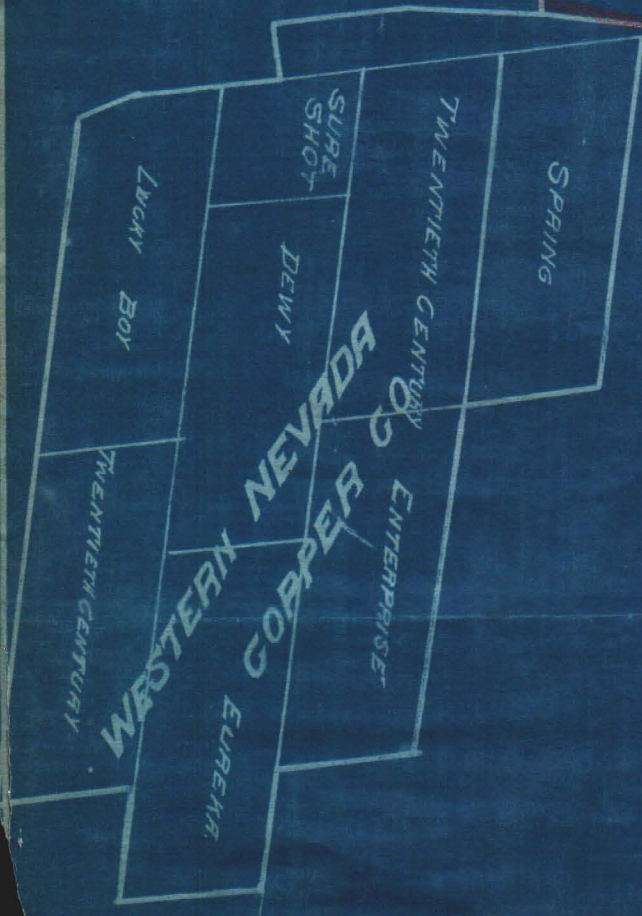 SPRING
TWENTIETH CENTURY
SURE
SHOT
DEWY
LUCKY BOY
ENTERPRISE
WESTERN NEVADA
COPPER CO
TWENTIETH CENTURY
EUREKA.